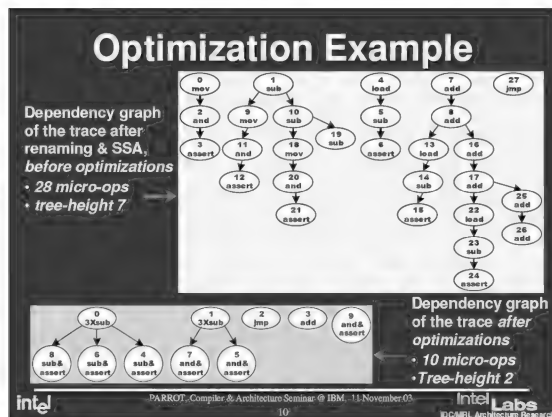 Optimization Example
Dependency graph
of the trace after
renaming & SSA,
before optimizations
• 28 micro-ops
• tree-height 7
0
mov
1
sub
4
load
7
add
27
jmp
2
and
9
mov
10
sub
5
sub
8
add
3
assert
11
and
18
mov
19
sub
6
assert
13
load
16
add
12
assert
20
and
14
sub
17
add
25
add
21
assert
15
assert
22
load
26
add
23
sub
24
assert
0
3Xsub
1
3Xsub
2
jmp
3
add
9
and&
assert
8
sub&
assert
6
sub&
assert
4
sub&
assert
7
and&
assert
5
and&
assert
Dependency graph
of the trace after
optimizations
• 10 micro-ops
• Tree-height 2
intel
PARROT, Compiler & Architecture Seminar @ IBM, 11 November 03
10
Intel Labs
IDC/MRL Architecture Research